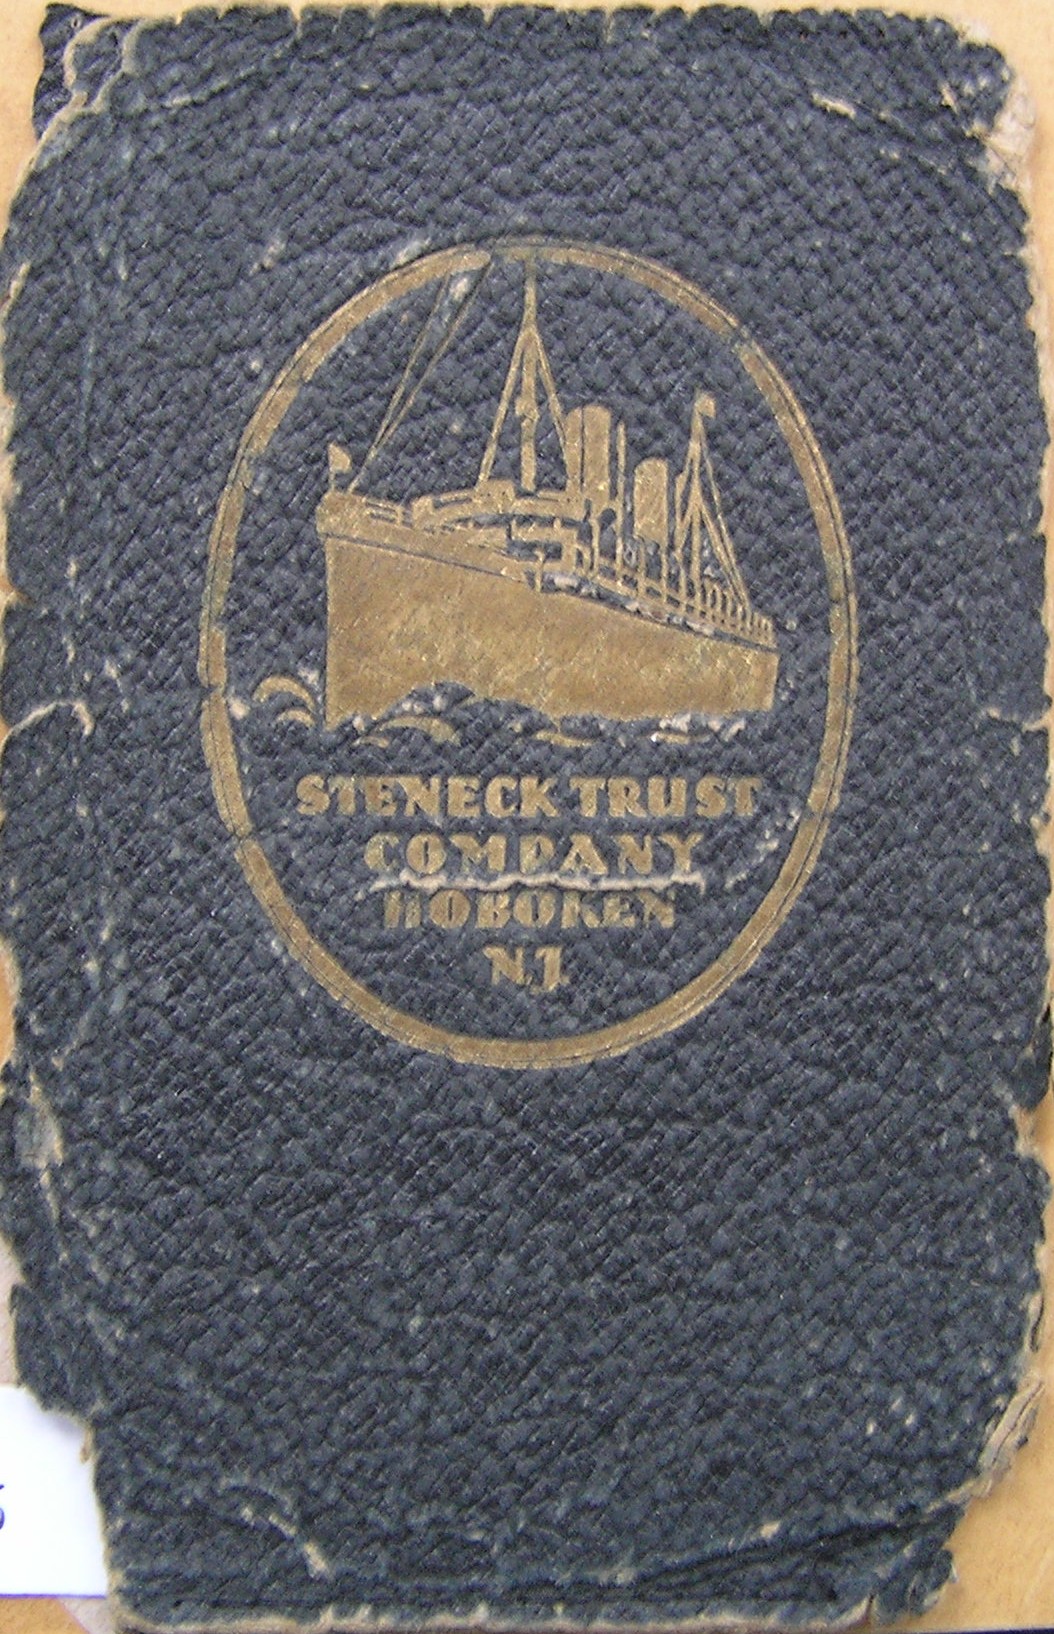 STENECK TRUST
COMPANY
HOBOKEN
N.J.